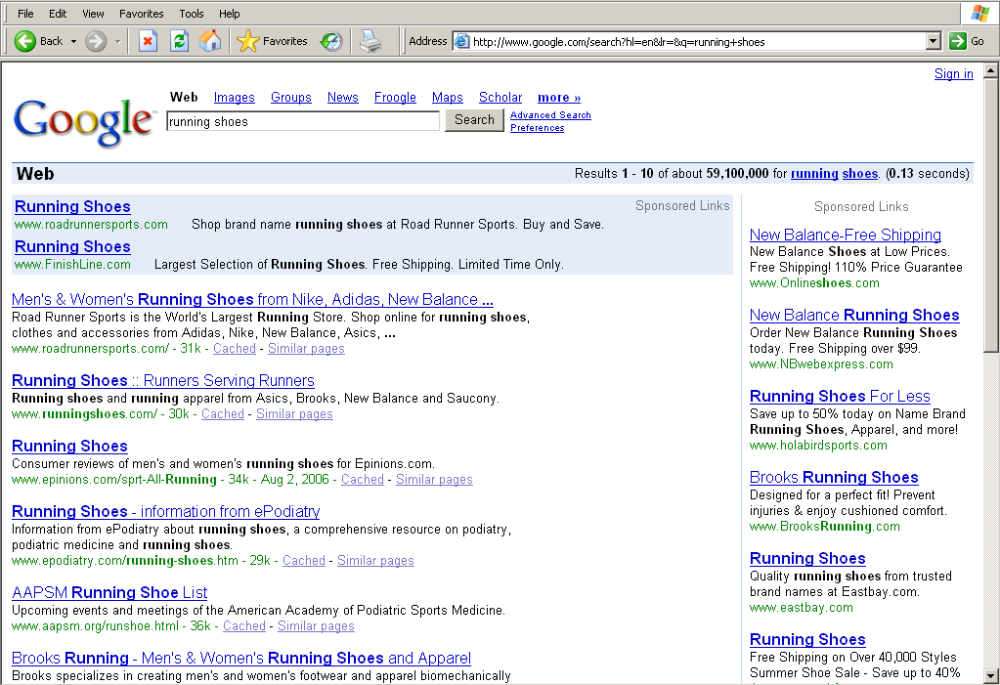 File Edit View Favorites Tools Help
Back Favorites Address http://www.google.com/search?hl=en&lr=&q=running+shoes Go
Sign in
Google™
Web Images Groups News Froogle Maps Scholar more »
running shoes Search Advanced Search
Preferences
Web Results 1 - 10 of about 59,100,000 for running shoes. (0.13 seconds)
Running Shoes Sponsored Links
www.roadrunnersports.com Shop brand name running shoes at Road Runner Sports. Buy and Save.
Running Shoes
www.FinishLine.com Largest Selection of Running Shoes. Free Shipping. Limited Time Only.
Men's & Women's Running Shoes from Nike, Adidas, New Balance ...
Road Runner Sports is the World's Largest Running Store. Shop online for running shoes,
clothes and accessories from Adidas, Nike, New Balance, Asics, ...
www.roadrunnersports.com/ - 31k - Cached - Similar pages
Running Shoes :: Runners Serving Runners
Running shoes and running apparel from Asics, Brooks, New Balance and Saucony.
www.runningshoes.com/ - 30k - Cached - Similar pages
Running Shoes
Consumer reviews of men's and women's running shoes for Epinions.com.
www.epinions.com/sprt-All-Running - 34k - Aug 2, 2006 - Cached - Similar pages
Running Shoes - information from ePodiatry
Information from ePodiatry about running shoes, a comprehensive resource on podiatry,
podiatric medicine and running shoes.
www.epodiatry.com/running-shoes.htm - 29k - Cached - Similar pages
AAPSM Running Shoe List
Upcoming events and meetings of the American Academy of Podiatric Sports Medicine.
www.aapsm.org/runshoe.html - 36k - Cached - Similar pages
Brooks Running - Men's & Women's Running Shoes and Apparel
Brooks specializes in creating men's and women's footwear and apparel biomechanically
Sponsored Links
New Balance-Free Shipping
New Balance Shoes at Low Prices.
Free Shipping! 110% Price Guarantee
www.Onlineshoes.com
New Balance Running Shoes
Order New Balance Running Shoes
today. Free Shipping over $99.
www.NBwebexpress.com
Running Shoes For Less
Save up to 50% today on Name Brand
Running Shoes, Apparel, and more!
www.holabirdsports.com
Brooks Running Shoes
Designed for a perfect fit! Prevent
injuries & enjoy cushioned comfort.
www.BrooksRunning.com
Running Shoes
Quality running shoes from trusted
brand names at Eastbay.com.
www.eastbay.com
Running Shoes
Free Shipping on Over 40,000 Styles
Summer Shoe Sale - Save up to 40%